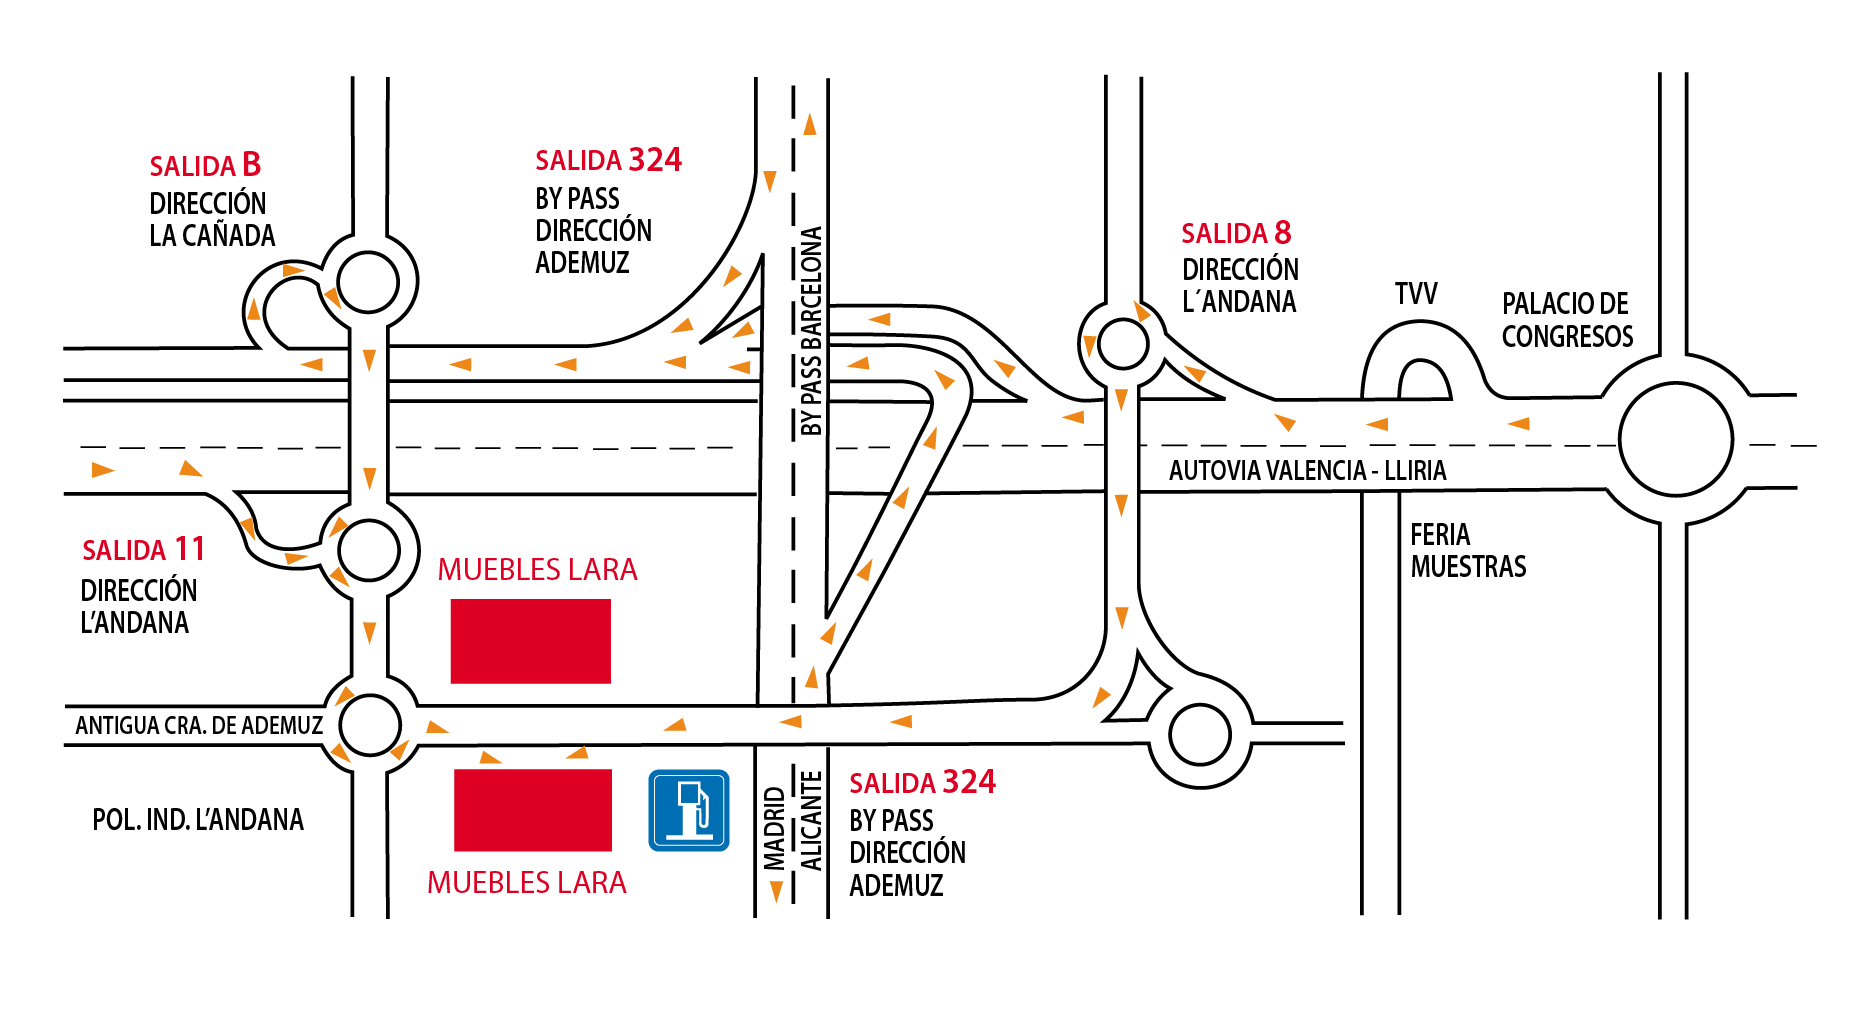 SALIDA B
DIRECCIÓN
LA CAÑADA
SALIDA 324
BY PASS
DIRECCIÓN
ADEMUZ
BY PASS BARCELONA
SALIDA 8
DIRECCIÓN
L´ANDANA
TVV
PALACIO DE
CONGRESOS
AUTOVIA VALENCIA - LLIRIA
FERIA
MUESTRAS
SALIDA 11
DIRECCIÓN
L'ANDANA
MUEBLES LARA
ANTIGUA CRA. DE ADEMUZ
POL. IND. L'ANDANA
MUEBLES LARA
MADRID
ALICANTE
SALIDA 324
BY PASS
DIRECCIÓN
ADEMUZ